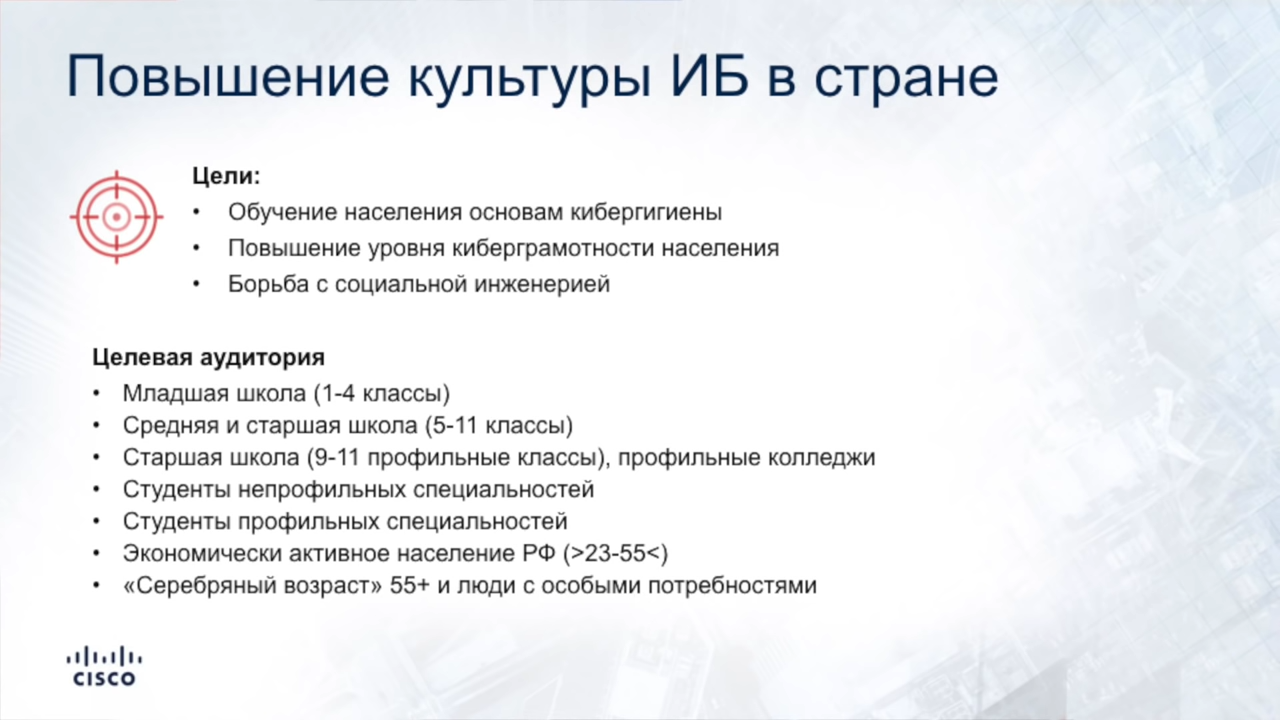 Повышение культуры ИБ в стране
Цели:
• Обучение населения основам кибергигиены
• Повышение уровня киберграмотности населения
• Борьба с социальной инженерией
Целевая аудитория
• Младшая школа (1-4 классы)
• Средняя и старшая школа (5-11 классы)
• Старшая школа (9-11 профильные классы), профильные колледжи
• Студенты непрофильных специальностей
• Студенты профильных специальностей
• Экономически активное население РФ (>23-55<)
• «Серебряный возраст» 55+ и люди с особыми потребностями
CISCO